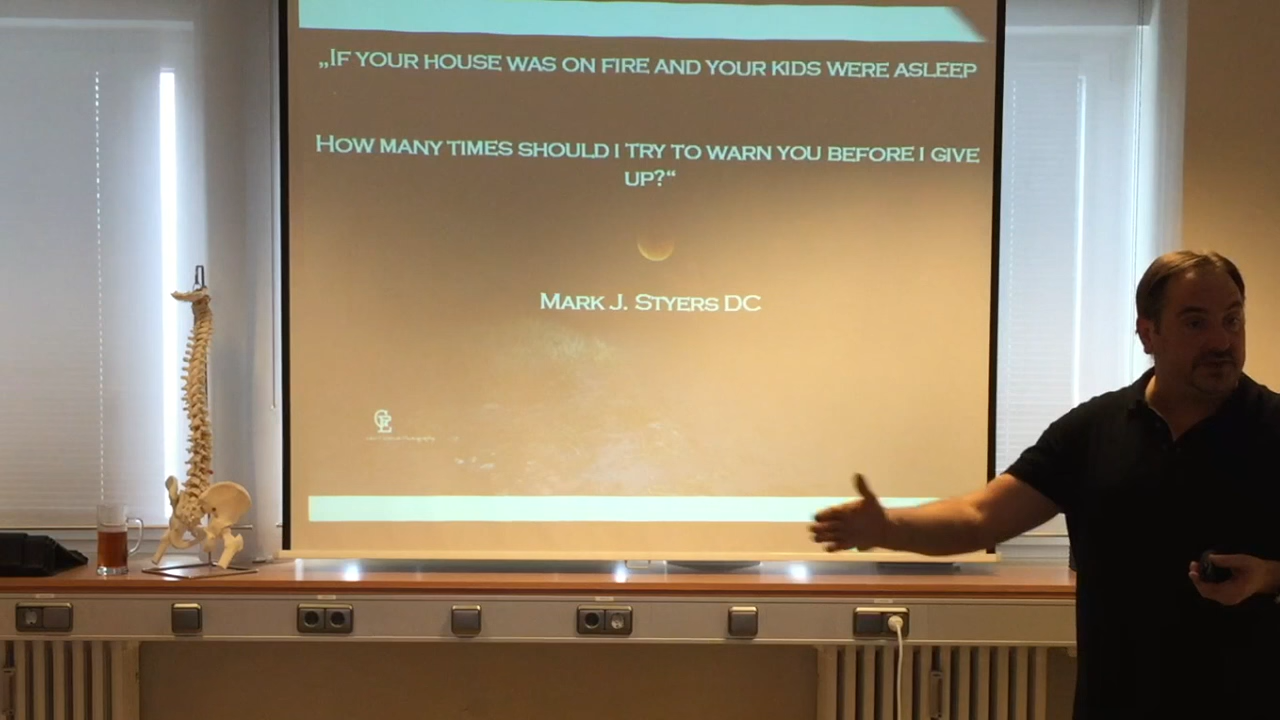 „IF YOUR HOUSE WAS ON FIRE AND YOUR KIDS WERE ASLEEP
HOW MANY TIMES SHOULD I TRY TO WARN YOU BEFORE I GIVE
UP?“
MARK J. STYERS DC
Photography